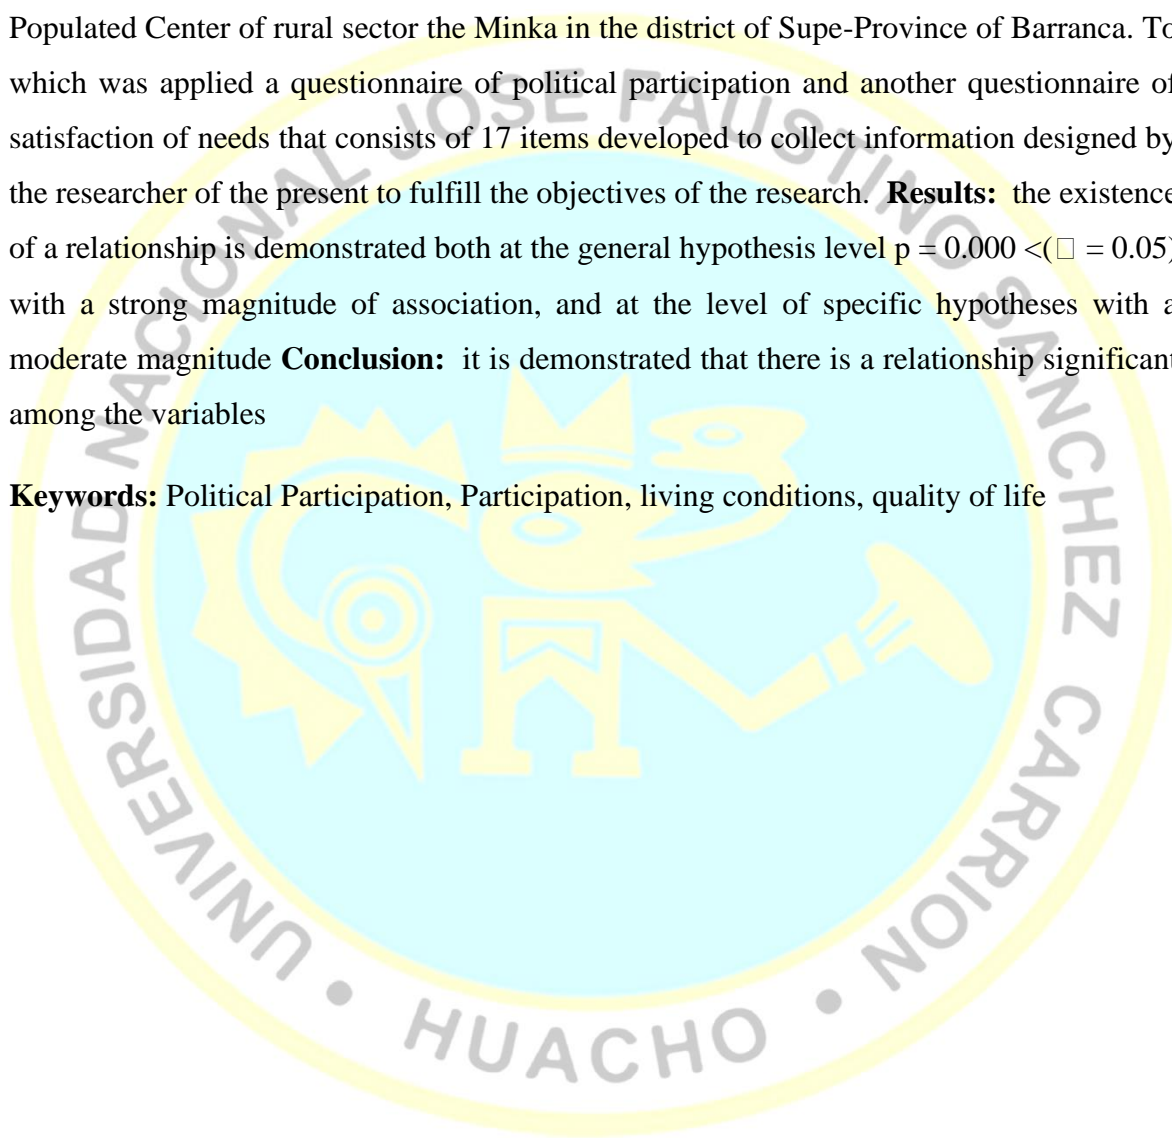 Populated Center of rural sector the Minka in the district of Supe-Province of Barranca. To
which was applied a questionnaire of political participation and another questionnaire of
satisfaction of needs that consists of 17 items developed to collect information designed by
the researcher of the present to fulfill the objectives of the research. Results: the existence
of a relationship is demonstrated both at the general hypothesis level p = 0.000 <(□ = 0.05)
with a strong magnitude of association, and at the level of specific hypotheses with a
moderate magnitude Conclusion: it is demonstrated that there is a relationship significant
among the variables
Keywords: Political Participation, Participation, living conditions, quality of life
UNIVERSIDAD NACIONAL JOSE FAUSTINO SANCHEZ CARRION • HUACHO •